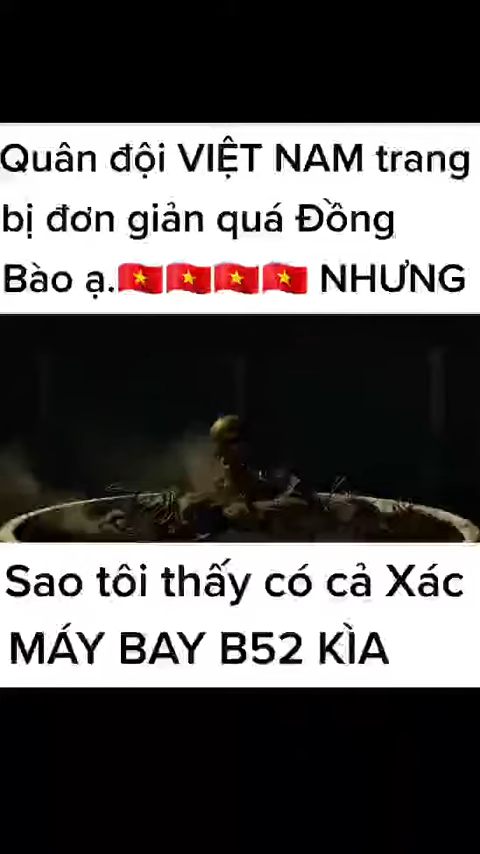 Quân đội VIỆT NAM trang
bị đơn giản quá Đồng
Bào ạ.🇻🇳🇻🇳🇻🇳🇻🇳 NHƯNG
Sao tôi thấy có cả Xác
MÁY BAY B52 KÌA